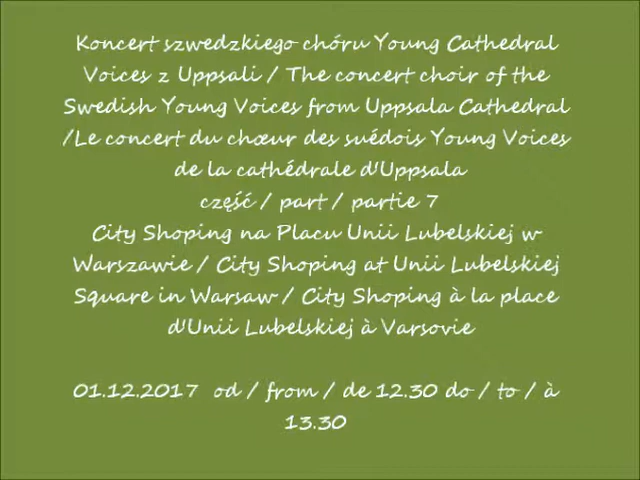 Koncert szwedzkiego chóru Young Cathedral
Voices z Uppsali / The concert choir of the
Swedish Young Voices from Uppsala Cathedral
/Le concert du chœur des suédois Young Voices
de la cathédrale d'Uppsala
część / part / partie 7
City Shoping na Placu Unii Lubelskiej w
Warszawie / City Shoping at Unii Lubelskiej
Square in Warsaw / City Shoping à la place
d'Unii Lubelskiej à Varsovie
01.12.2017 od / from / de 12.30 do / to / à
13.30